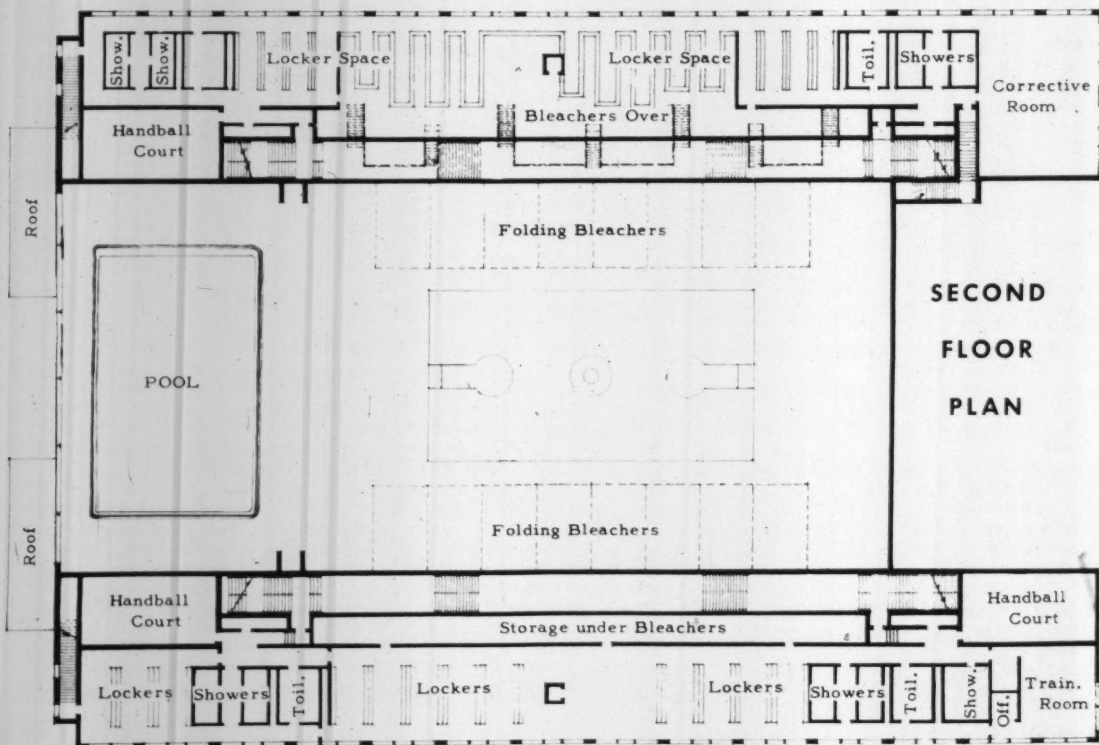 Show.
Show.
Locker Space
Locker Space
Toil.
Showers
Corrective
Room
Bleachers Over
Handball
Court
Roof
Folding Bleachers
POOL
SECOND
FLOOR
PLAN
Roof
Folding Bleachers
Handball
Court
Storage under Bleachers
Handball
Court
Lockers
Showers
Toil.
Lockers
Lockers
Showers
Toil.
Show.
Off.
Train.
Room